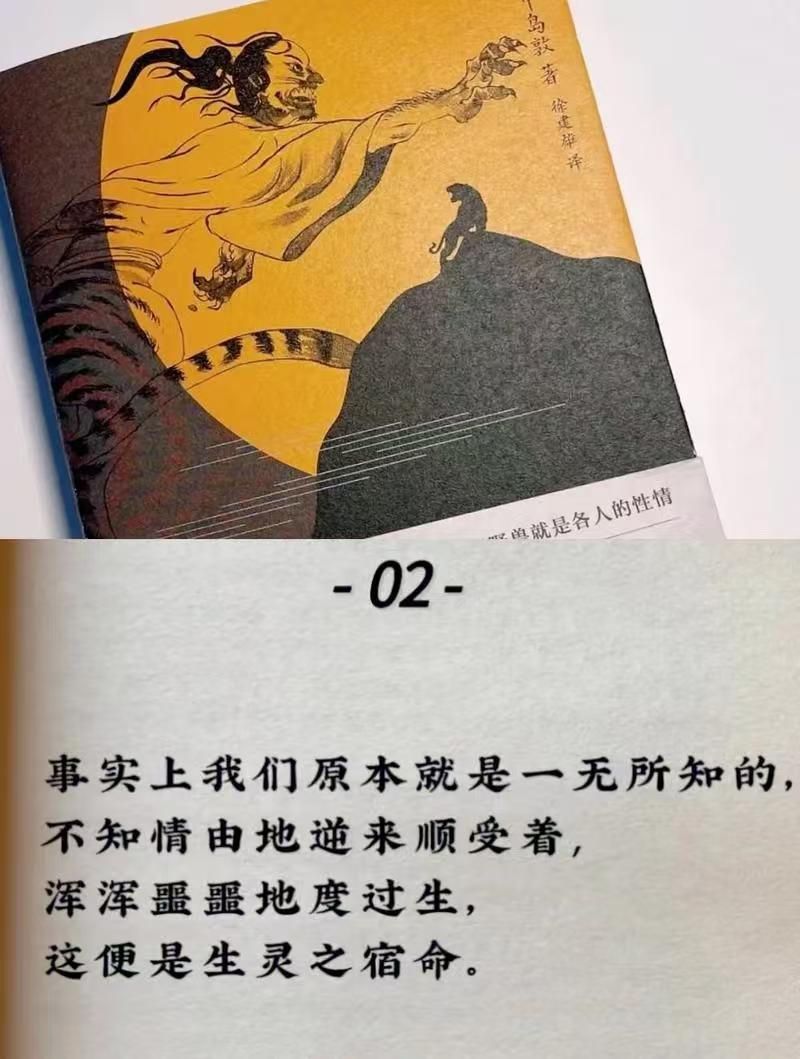 中岛敦 著
徐建雄 译
野兽就是各人的性情
- 02 -
事实上我们原本就是一无所知的，
不知情由地逆来顺受着，
浑浑噩噩地度过生，
这便是生灵之宿命。